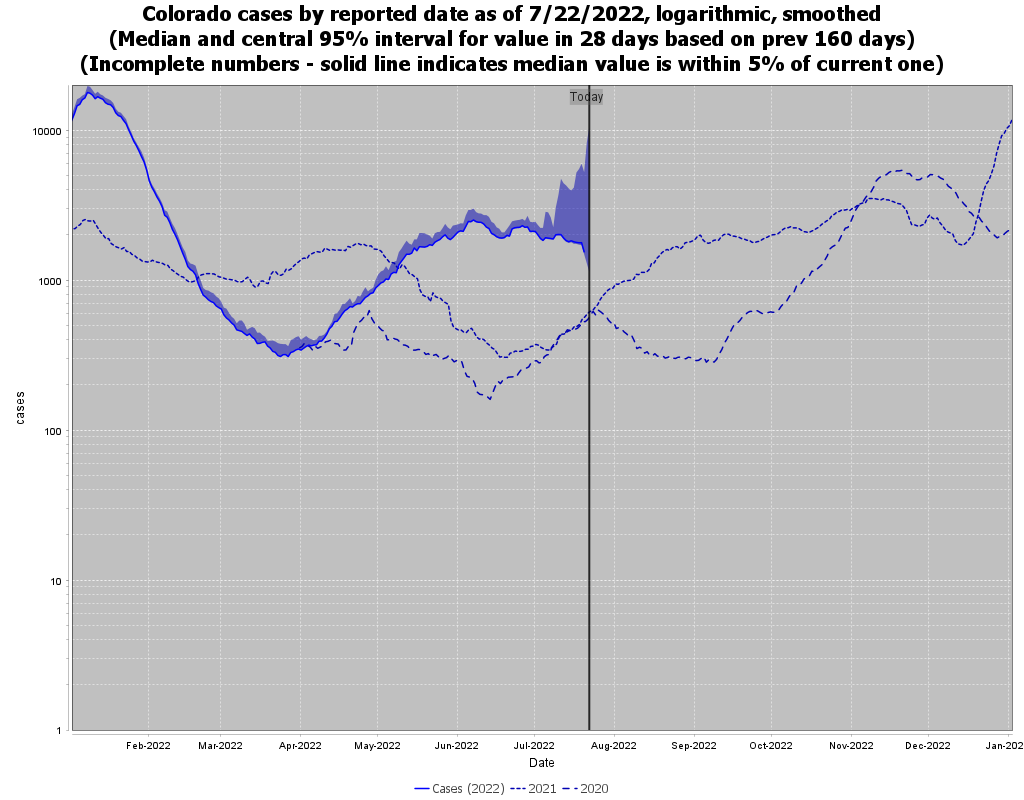 Colorado cases by reported date as of 7/22/2022, logarithmic, smoothed
(Median and central 95% interval for value in 28 days based on prev 160 days)
(Incomplete numbers - solid line indicates median value is within 5% of current one)
Today
10000
1000
100
10
1
cases
Feb-2022 Mar-2022 Apr-2022 May-2022 Jun-2022 Jul-2022 Aug-2022 Sep-2022 Oct-2022 Nov-2022 Dec-2022 Jan-202
Date
Cases (2022) 2021 2020